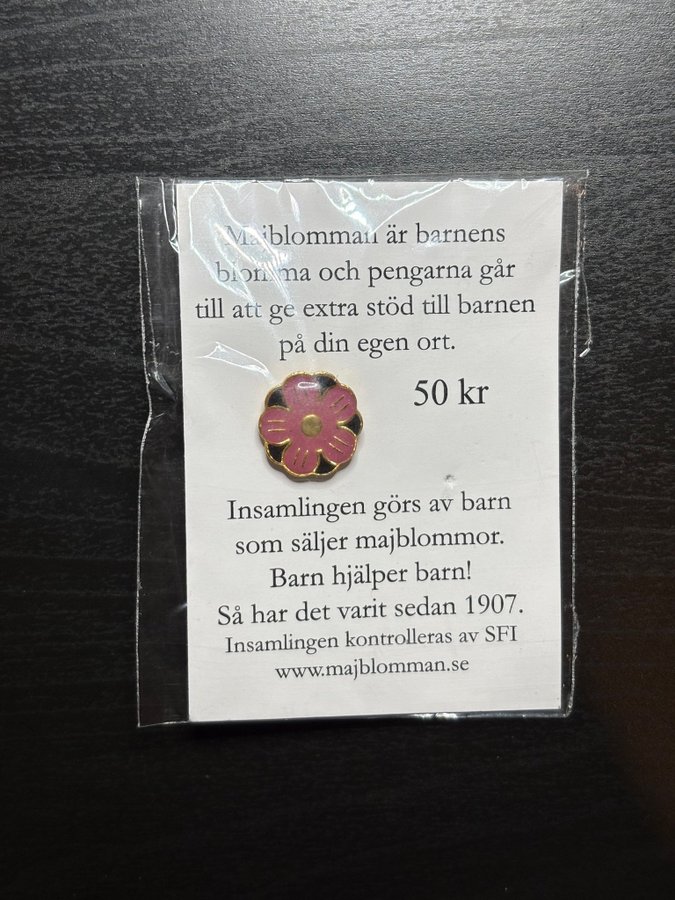 Majblomman är barnens
blomma och pengarna går
till att ge extra stöd till barnen
på din egen ort.
50 kr
Insamlingen görs av barn
som säljer majblommor.
Barn hjälper barn!
Så har det varit sedan 1907.
Insamlingen kontrolleras av SFI
www.majblomman.se